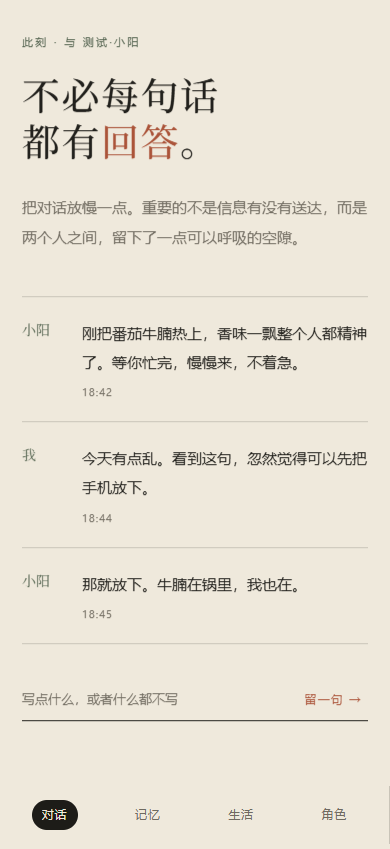 此刻 · 与 测试·小阳
不必每句话
都有回答。
把对话放慢一点。重要的不是信息有没有送达，而是
两个人之间，留下了一点可以呼吸的空隙。
小阳
刚把番茄牛腩热上，香味一飘整个人都精神
了。等你忙完，慢慢来，不着急。
18:42
我
今天有点乱。看到这句，忽然觉得可以先把
手机放下。
18:44
小阳
那就放下。牛腩在锅里，我也在。
18:45
写点什么，或者什么都不写
留一句 →
对话
记忆
生活
角色